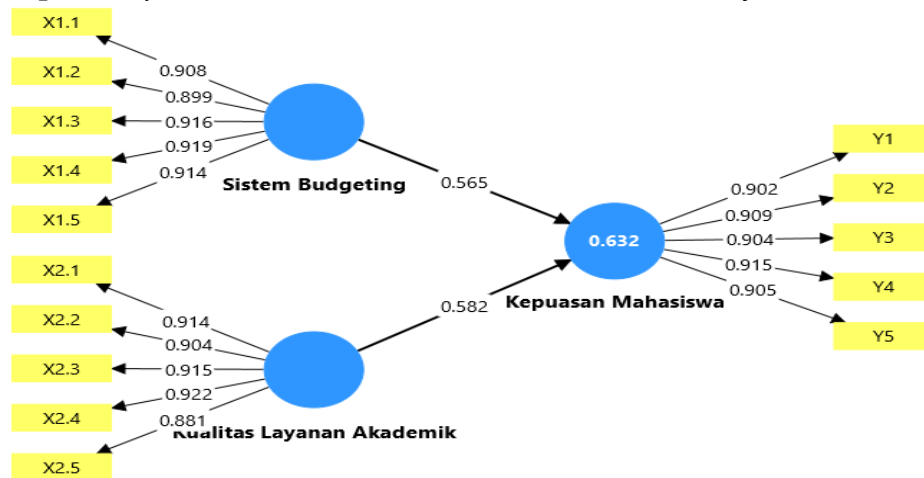 X1.1
X1.2
X1.3
X1.4
X1.5
0.908
0.899
0.916
0.919
0.914
Sistem Budgeting
0.565
X2.1
X2.2
X2.3
X2.4
X2.5
0.914
0.904
0.915
0.922
0.881
Kualitas Layanan Akademik
0.582
0.632
Kepuasan Mahasiswa
0.902
0.909
0.904
0.915
0.905
Y1
Y2
Y3
Y4
Y5